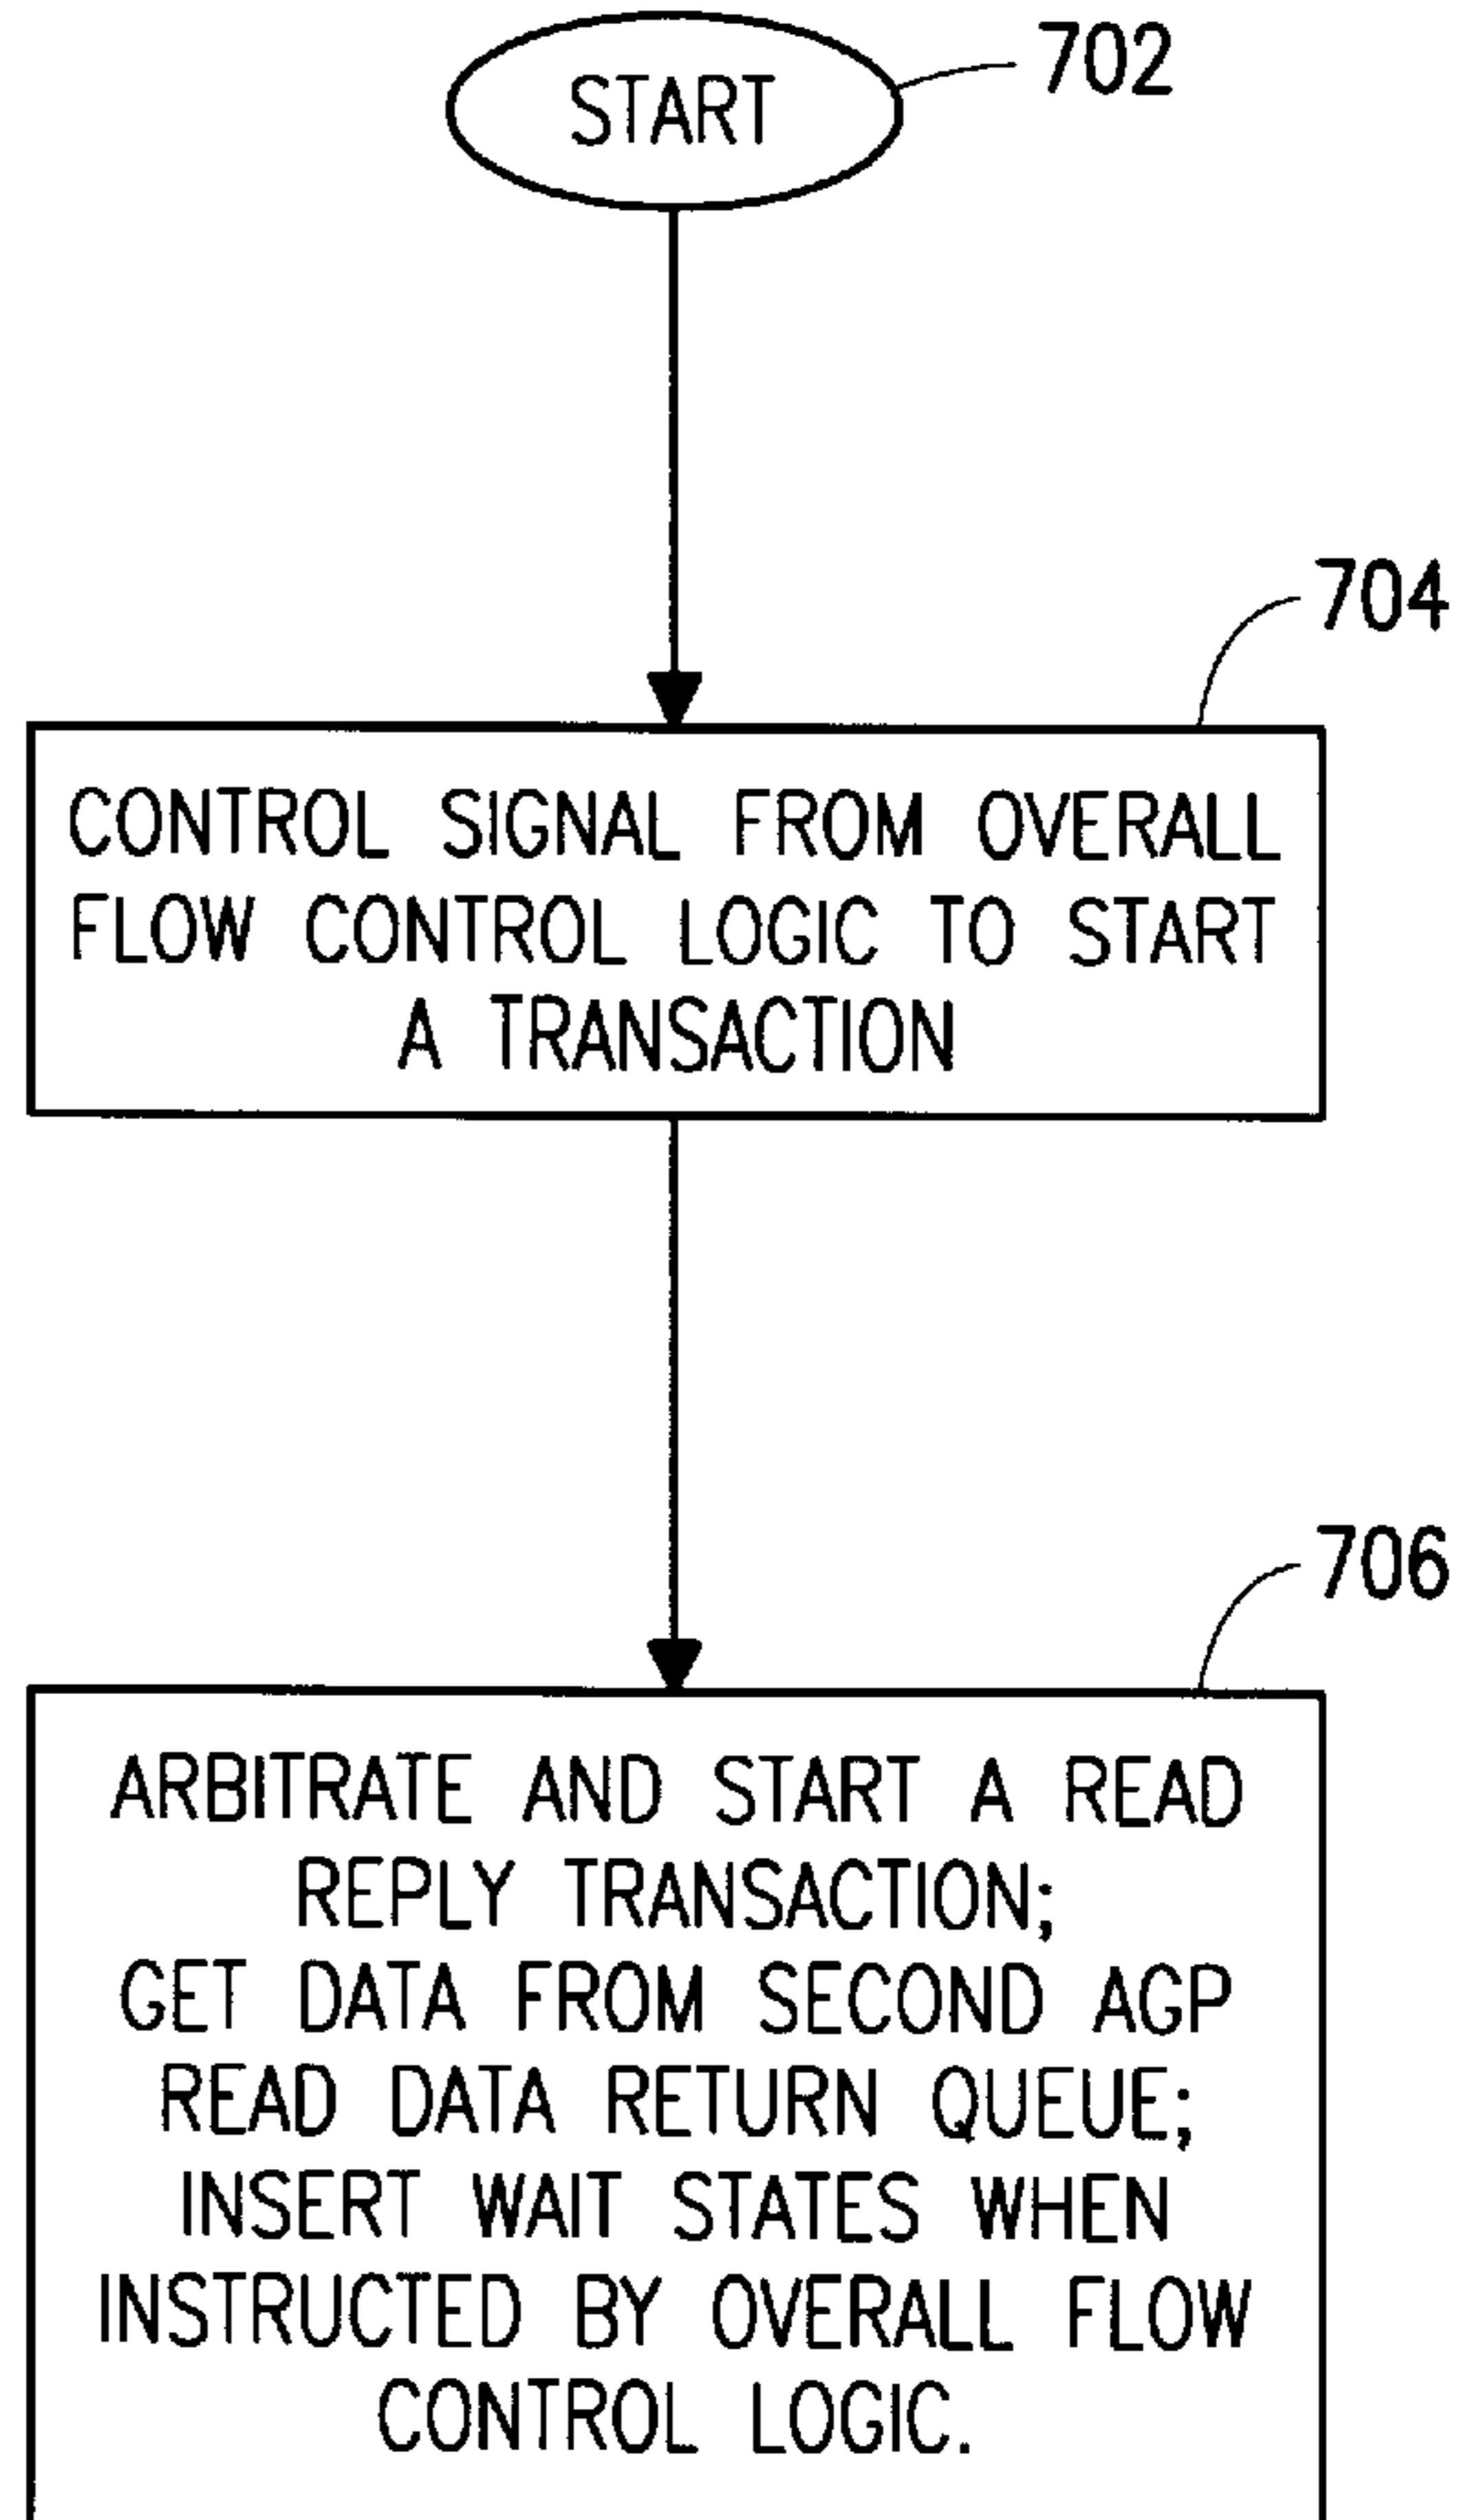 START
702
704
CONTROL SIGNAL FROM OVERALL
FLOW CONTROL LOGIC TO START
A TRANSACTION
706
ARBITRATE AND START A READ
REPLY TRANSACTION;
GET DATA FROM SECOND AGP
READ DATA RETURN QUEUE;
INSERT WAIT STATES WHEN
INSTRUCTED BY OVERALL FLOW
CONTROL LOGIC.